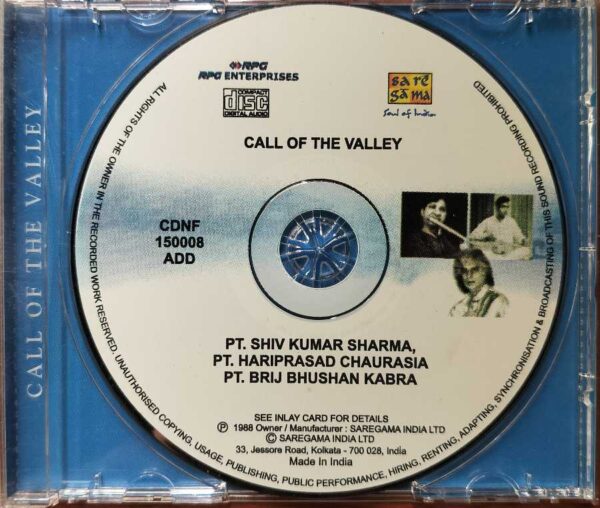 CALL OF THE VALLEY
RPG
RPG ENTERPRISES
COMPACT
disc
DIGITAL AUDIO
sa rē
gа̄ ma
Soul of India
CALL OF THE VALLEY
CDNF
150008
ADD
PT. SHIV KUMAR SHARMA,
PT. HARIPRASAD CHAURASIA
PT. BRIJ BHUSHAN KABRA
SEE INLAY CARD FOR DETAILS
Ⓟ 1988 Owner / Manufacturer : SAREGAMA INDIA LTD
© SAREGAMA INDIA LTD
33, Jessore Road, Kolkata - 700 028, India
Made In India
ALL RIGHTS OF THE OWNER IN THE RECORDED WORK RESERVED. UNAUTHORISED COPYING, USAGE, PUBLISHING, PUBLIC PERFORMANCE, HIRING, RENTING, ADAPTING, SYNCHRONISATION & BROADCASTING OF THIS SOUND RECORDING PROHIBITED